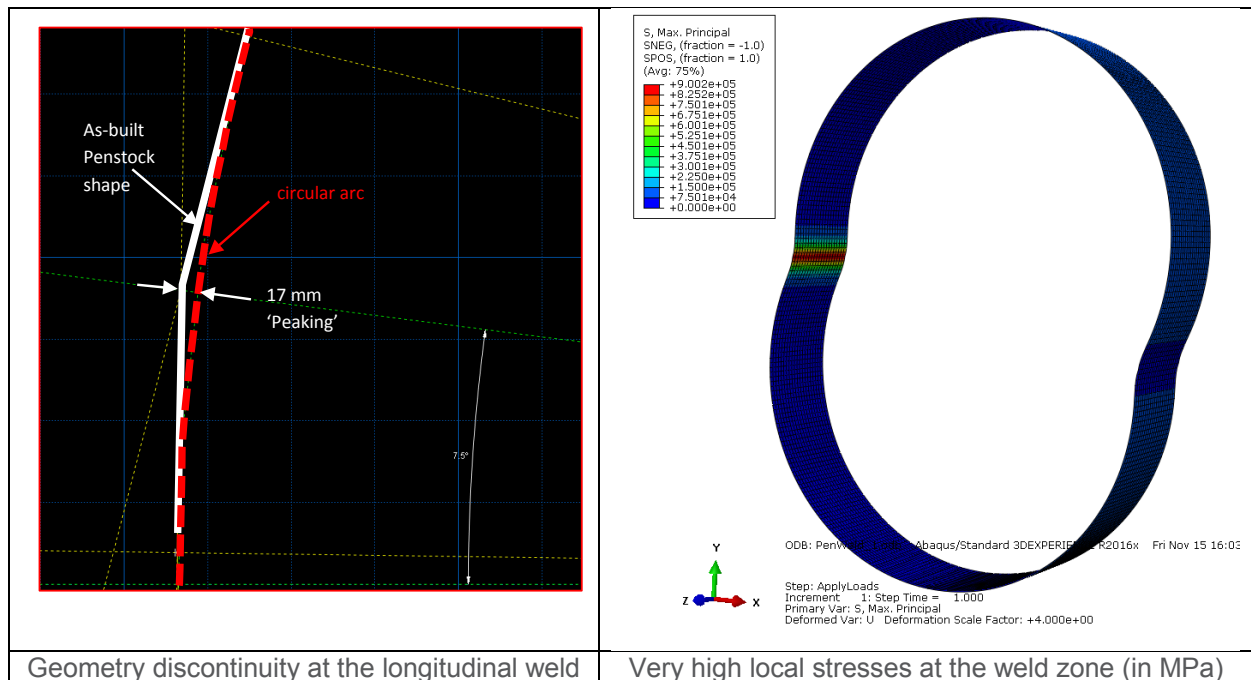 As-built
Penstock
shape
circular arc
17 mm
‘Peaking’
7.5°
Geometry discontinuity at the longitudinal weld
S, Max. Principal
SNEG, (fraction = -1.0)
SPOS, (fraction = 1.0)
(Avg: 75%)
+9.002e+05
+8.252e+05
+7.501e+05
+6.751e+05
+6.001e+05
+5.251e+05
+4.501e+05
+3.751e+05
+3.001e+05
+2.250e+05
+1.500e+05
+7.501e+04
+0.000e+00
ODB: Abaqus/Standard 3DEXPERIENCE R2016x Fri Nov 15 16:03
Y
Z
X
Step: ApplyLoads
Increment 1: Step Time = 1.000
Primary Var: S, Max. Principal
Deformed Var: U Deformation Scale Factor: +4.000e+00
Very high local stresses at the weld zone (in MPa)